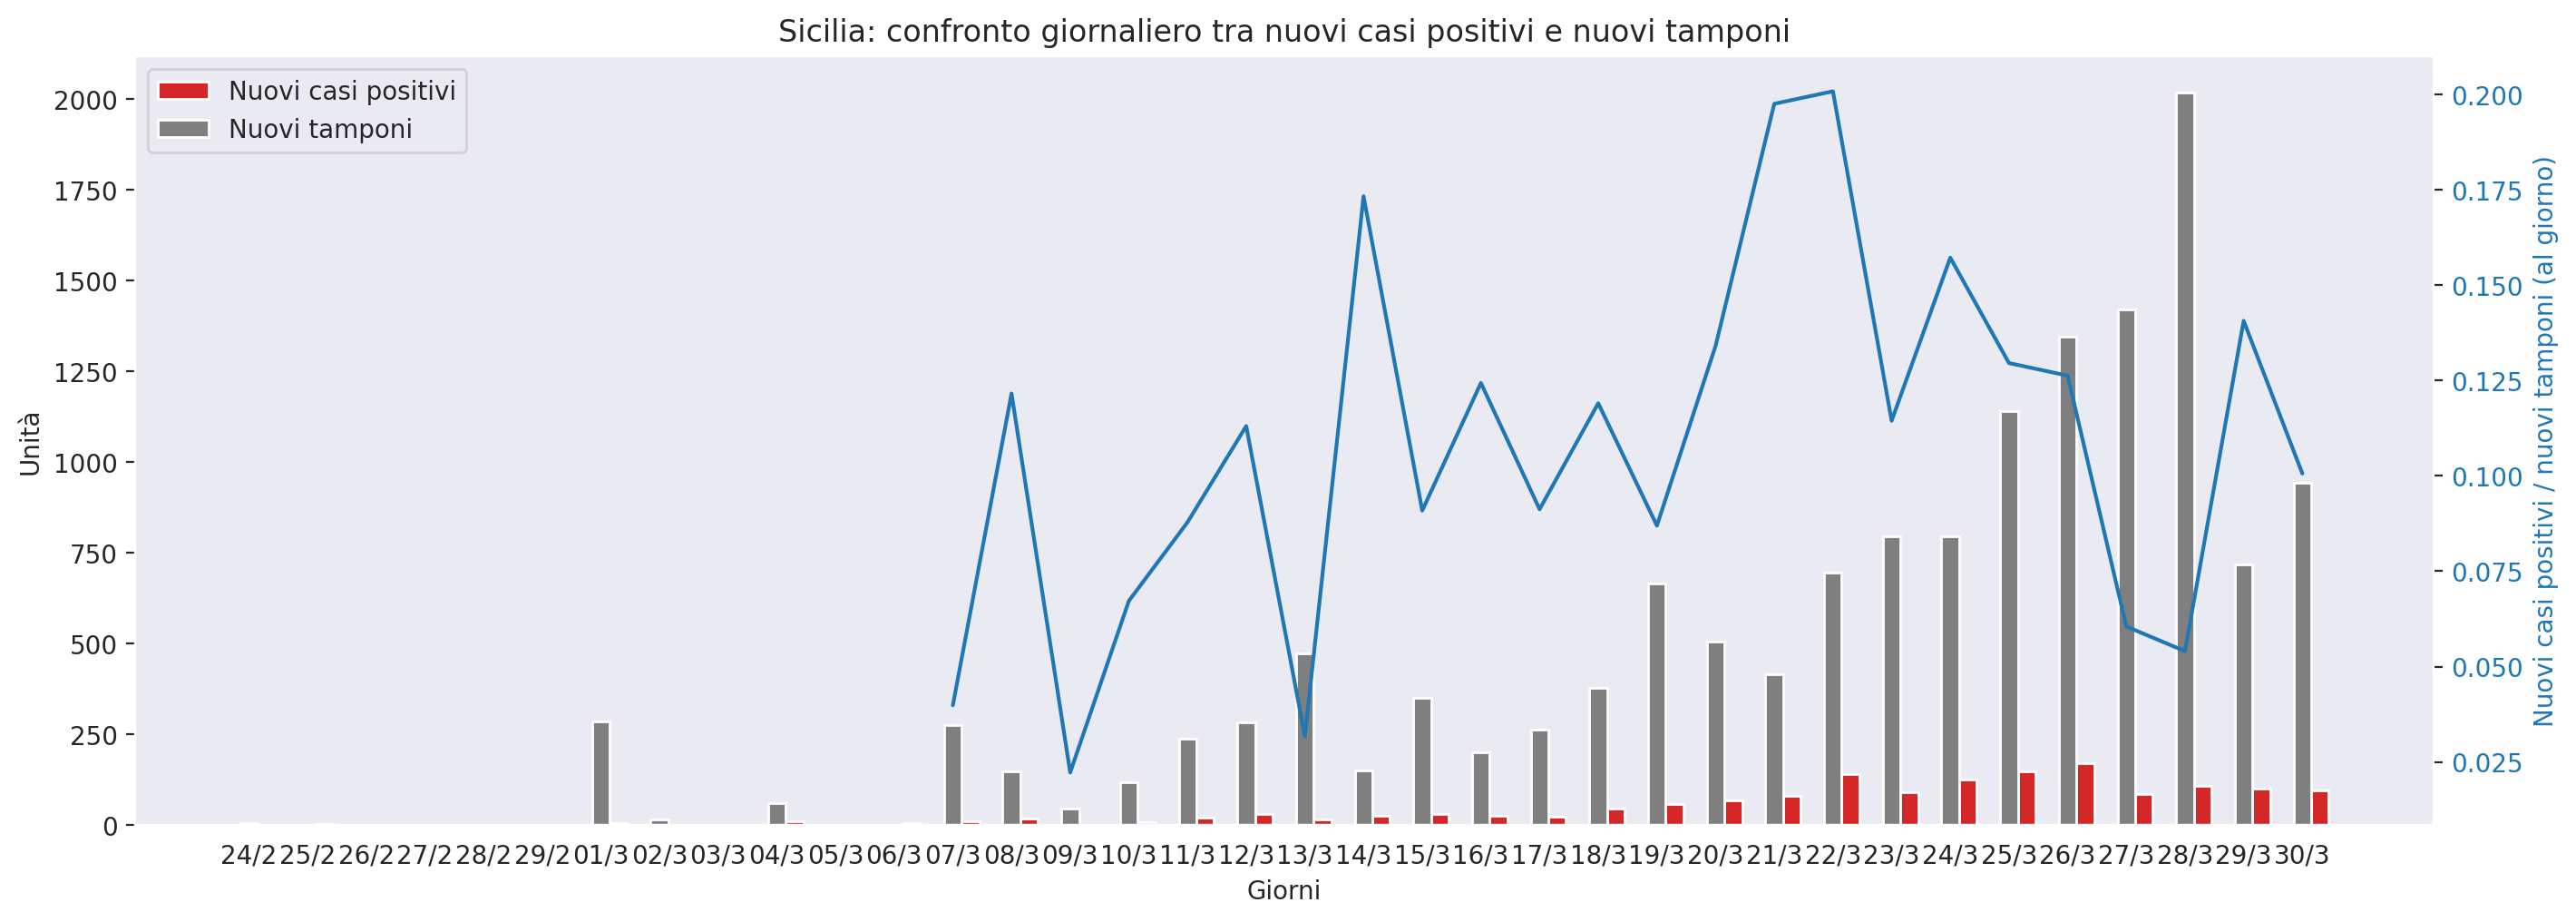 Sicilia: confronto giornaliero tra nuovi casi positivi e nuovi tamponi
Nuovi casi positivi
Nuovi tamponi
2000
1750
1500
1250
1000
750
500
250
0
Unità
0.200
0.175
0.150
0.125
0.100
0.075
0.050
0.025
Nuovi casi positivi / nuovi tamponi (al giorno)
24/2 25/2 26/2 27/2 28/2 29/2 01/3 02/3 03/3 04/3 05/3 06/3 07/3 08/3 09/3 10/3 11/3 12/3 13/3 14/3 15/3 16/3 17/3 18/3 19/3 20/3 21/3 22/3 23/3 24/3 25/3 26/3 27/3 28/3 29/3 30/3
Giorni